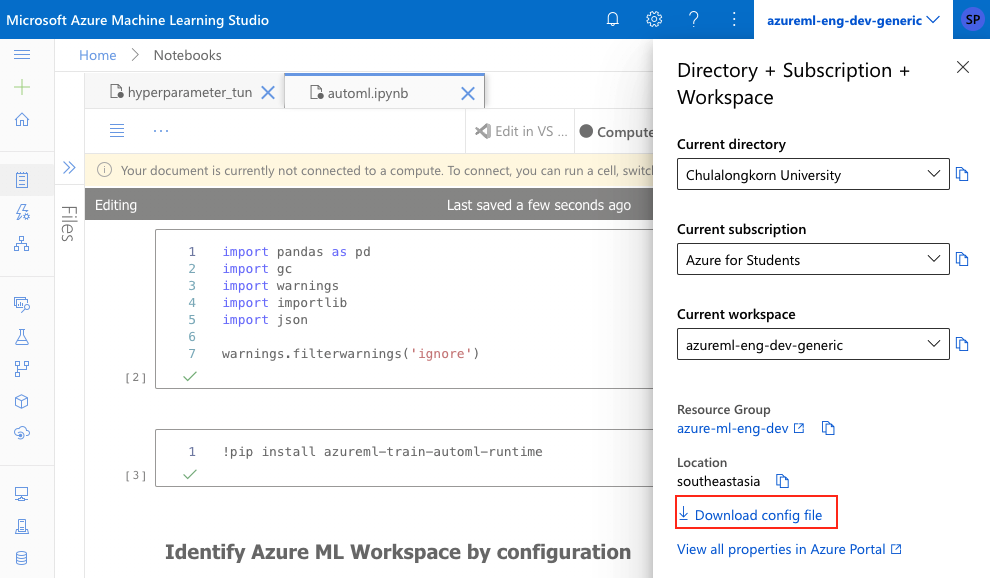 Microsoft Azure Machine Learning Studio
azureml-eng-dev-generic
SP
Home > Notebooks
hyperparameter_tun
automl.ipynb
Edit in VS ...
Compute
Your document is currently not connected to a compute. To connect, you can run a cell, switch
Editing
Last saved a few seconds ago
Files
1 import pandas as pd
2 import gc
3 import warnings
4 import importlib
5 import json
6
7 warnings.filterwarnings('ignore')
[2]
1 !pip install azureml-train-automl-runtime
[3]
Identify Azure ML Workspace by configuration
Directory + Subscription +
Workspace
Current directory
Chulalongkorn University
Current subscription
Azure for Students
Current workspace
azureml-eng-dev-generic
Resource Group
azure-ml-eng-dev
Location
southeastasia
Download config file
View all properties in Azure Portal